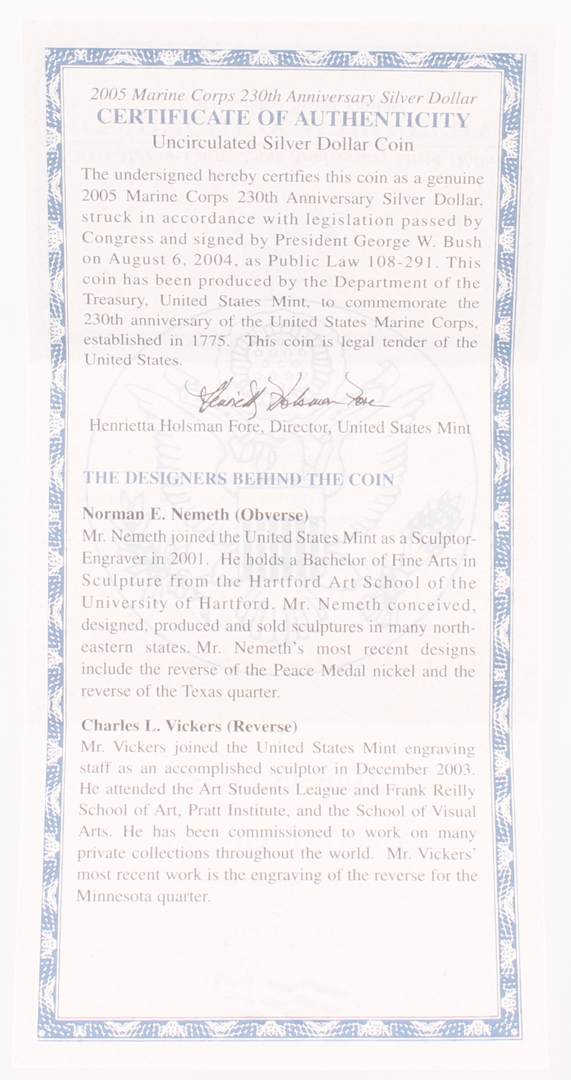 2005 Marine Corps 230th Anniversary Silver Dollar
CERTIFICATE OF AUTHENTICITY
Uncirculated Silver Dollar Coin
The undersigned hereby certifies this coin as a genuine
2005 Marine Corps 230th Anniversary Silver Dollar,
struck in accordance with legislation passed by
Congress and signed by President George W. Bush
on August 6, 2004, as Public Law 108-291. This
coin has been produced by the Department of the
Treasury, United States Mint, to commemorate the
230th anniversary of the United States Marine Corps,
established in 1775. This coin is legal tender of the
United States.
Henrietta Holsman Fore
Henrietta Holsman Fore, Director, United States Mint
THE DESIGNERS BEHIND THE COIN
Norman E. Nemeth (Obverse)
Mr. Nemeth joined the United States Mint as a Sculptor-
Engraver in 2001. He holds a Bachelor of Fine Arts in
Sculpture from the Hartford Art School of the
University of Hartford. Mr. Nemeth conceived,
designed, produced and sold sculptures in many north-
eastern states. Mr. Nemeth's most recent designs
include the reverse of the Peace Medal nickel and the
reverse of the Texas quarter.
Charles L. Vickers (Reverse)
Mr. Vickers joined the United States Mint engraving
staff as an accomplished sculptor in December 2003.
He attended the Art Students League and Frank Reilly
School of Art, Pratt Institute, and the School of Visual
Arts. He has been commissioned to work on many
private collections throughout the world. Mr. Vickers'
most recent work is the engraving of the reverse for the
Minnesota quarter.